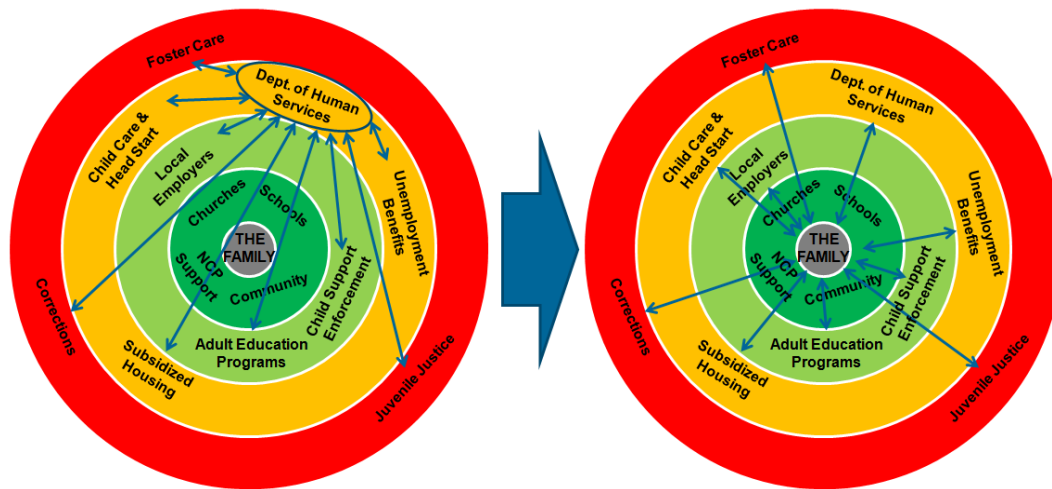 Foster Care
Dept. of Human
Services
Child Care &
Head Start
Local
Employers
Churches
Schools
Unemployment
Benefits
THE
FAMILY
NCP
Support
Community
Child Support
Enforcement
Corrections
Adult Education
Programs
Subsidized
Housing
Juvenile Justice
Foster Care
Dept. of Human
Services
Child Care &
Head Start
Local
Employers
Churches
Schools
Unemployment
Benefits
THE
FAMILY
NCP
Support
Community
Child Support
Enforcement
Corrections
Adult Education
Programs
Subsidized
Housing
Juvenile Justice